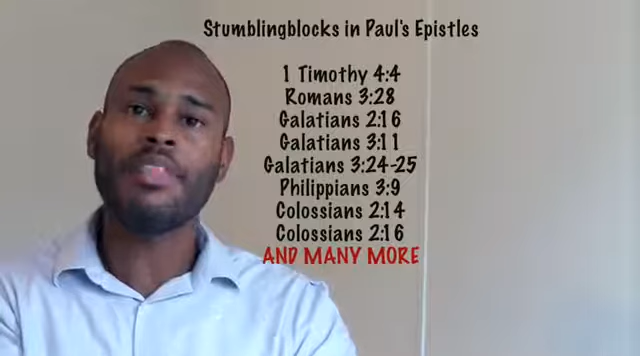 Stumblingblocks in Paul's Epistles
1 Timothy 4:4
Romans 3:28
Galatians 2:16
Galatians 3:11
Galatians 3:24-25
Philippians 3:9
Colossians 2:14
Colossians 2:16
AND MANY MORE